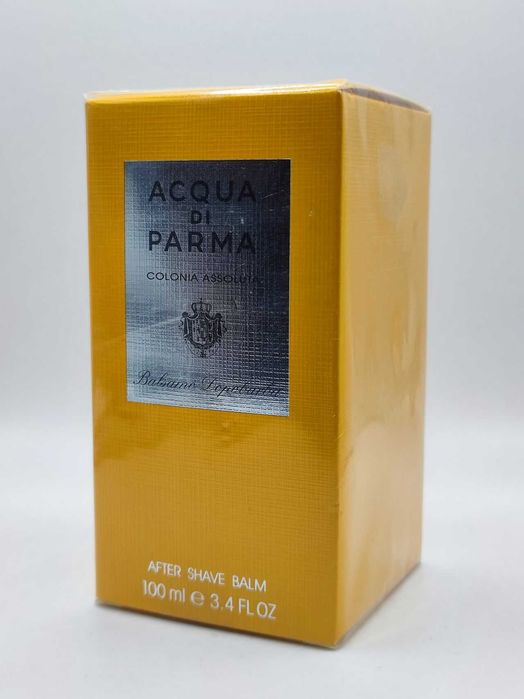 ACQUA
DI
PARMA
COLONIA ASSOLUTA
Balsamo Dopobarba
AFTER SHAVE BALM
100 ml e 3.4 FL OZ